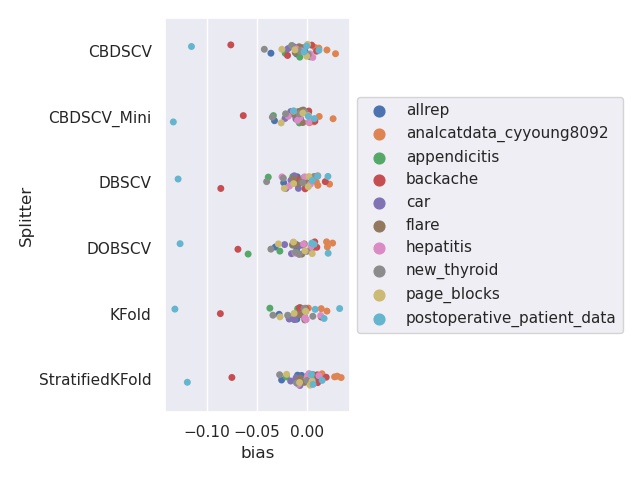 CBDSCV
CBDSCV_Mini
DBSCV
DOBSCV
KFold
StratifiedKFold
Splitter
−0.10 −0.05 0.00
bias
allrep
analcatdata_cyyoung8092
appendicitis
backache
car
flare
hepatitis
new_thyroid
page_blocks
postoperative_patient_data